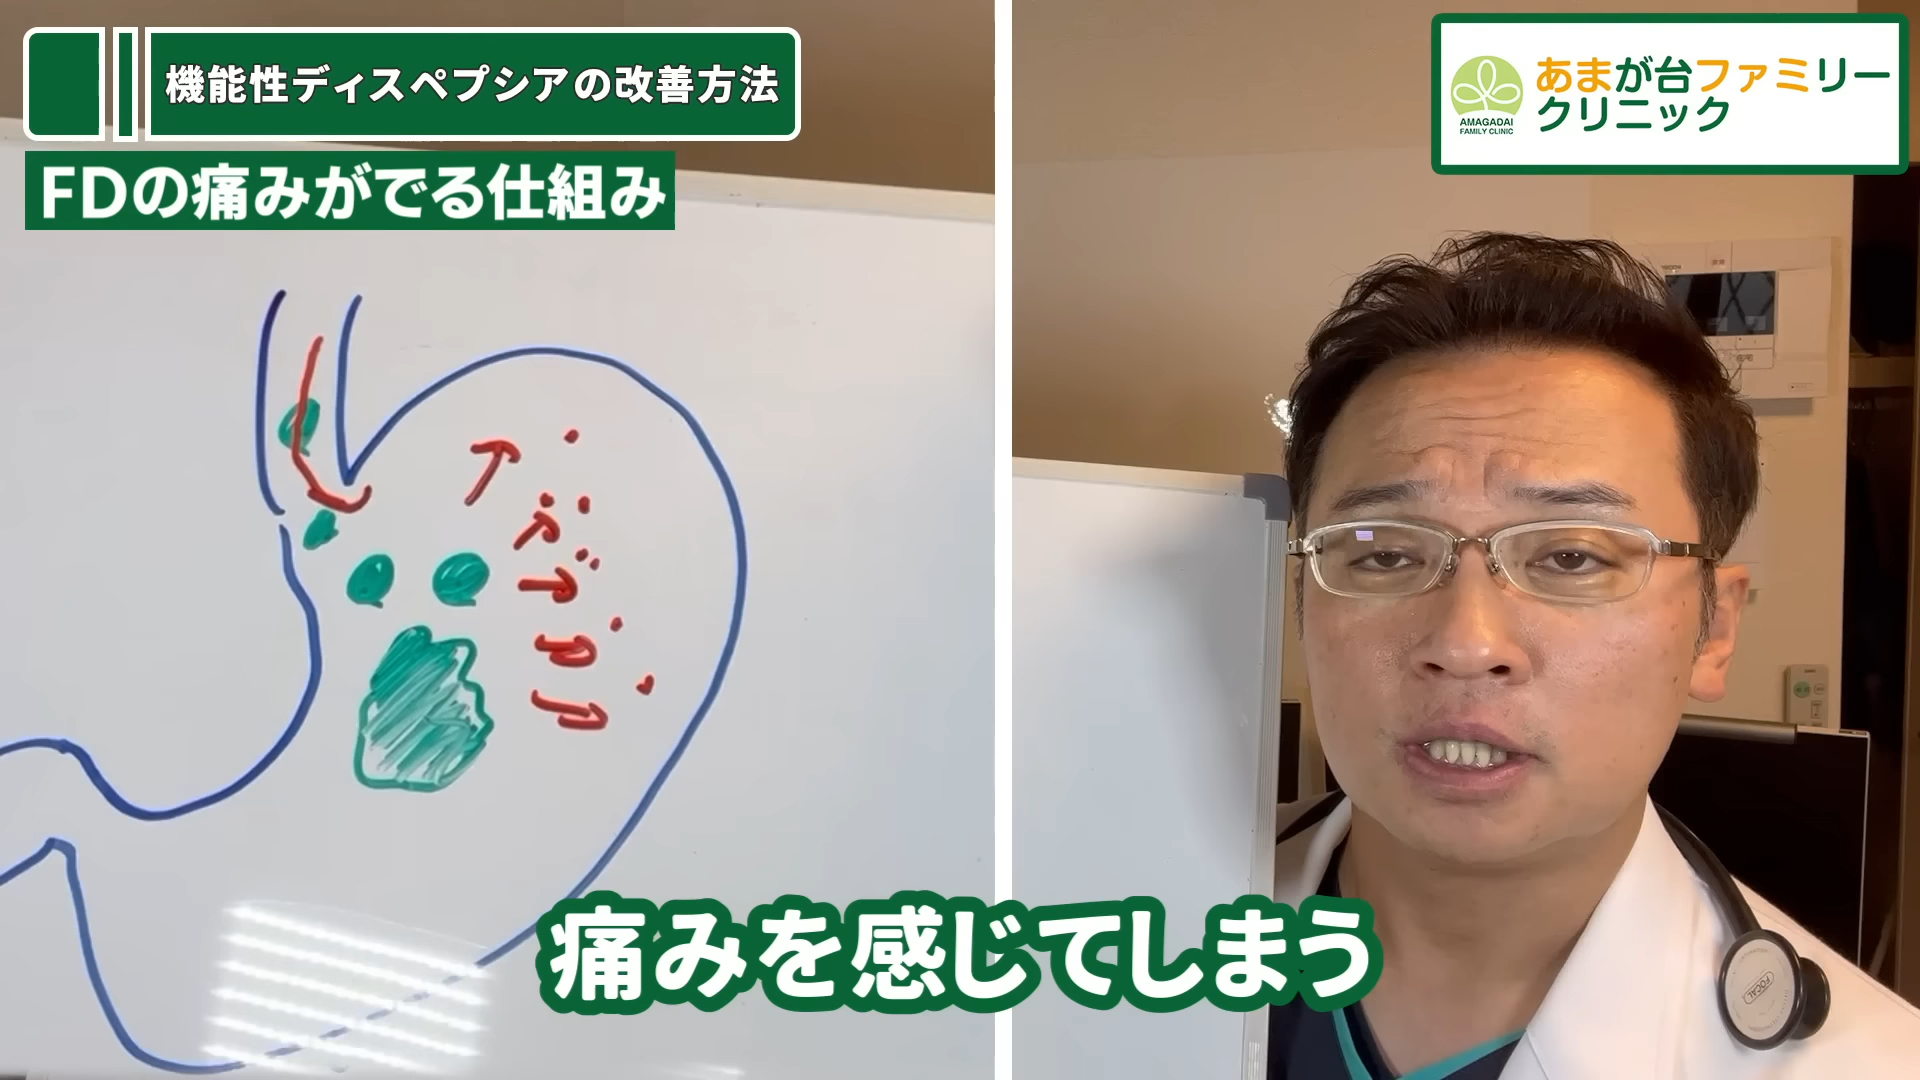 機能性ディスペプシアの改善方法
FDの痛みがでる仕組み
あまが台ファミリー
クリニック
AMAGADAI
FAMILY CLINIC
痛みを感じてしまう
FOCAL